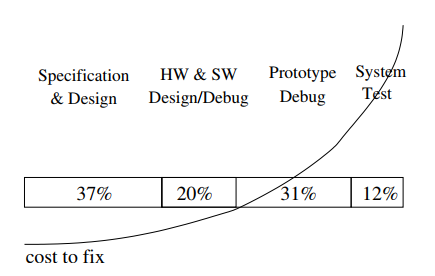 Specification
& Design
HW & SW
Design/Debug
Prototype
Debug
System
Test
37%
20%
31%
12%
cost to fix